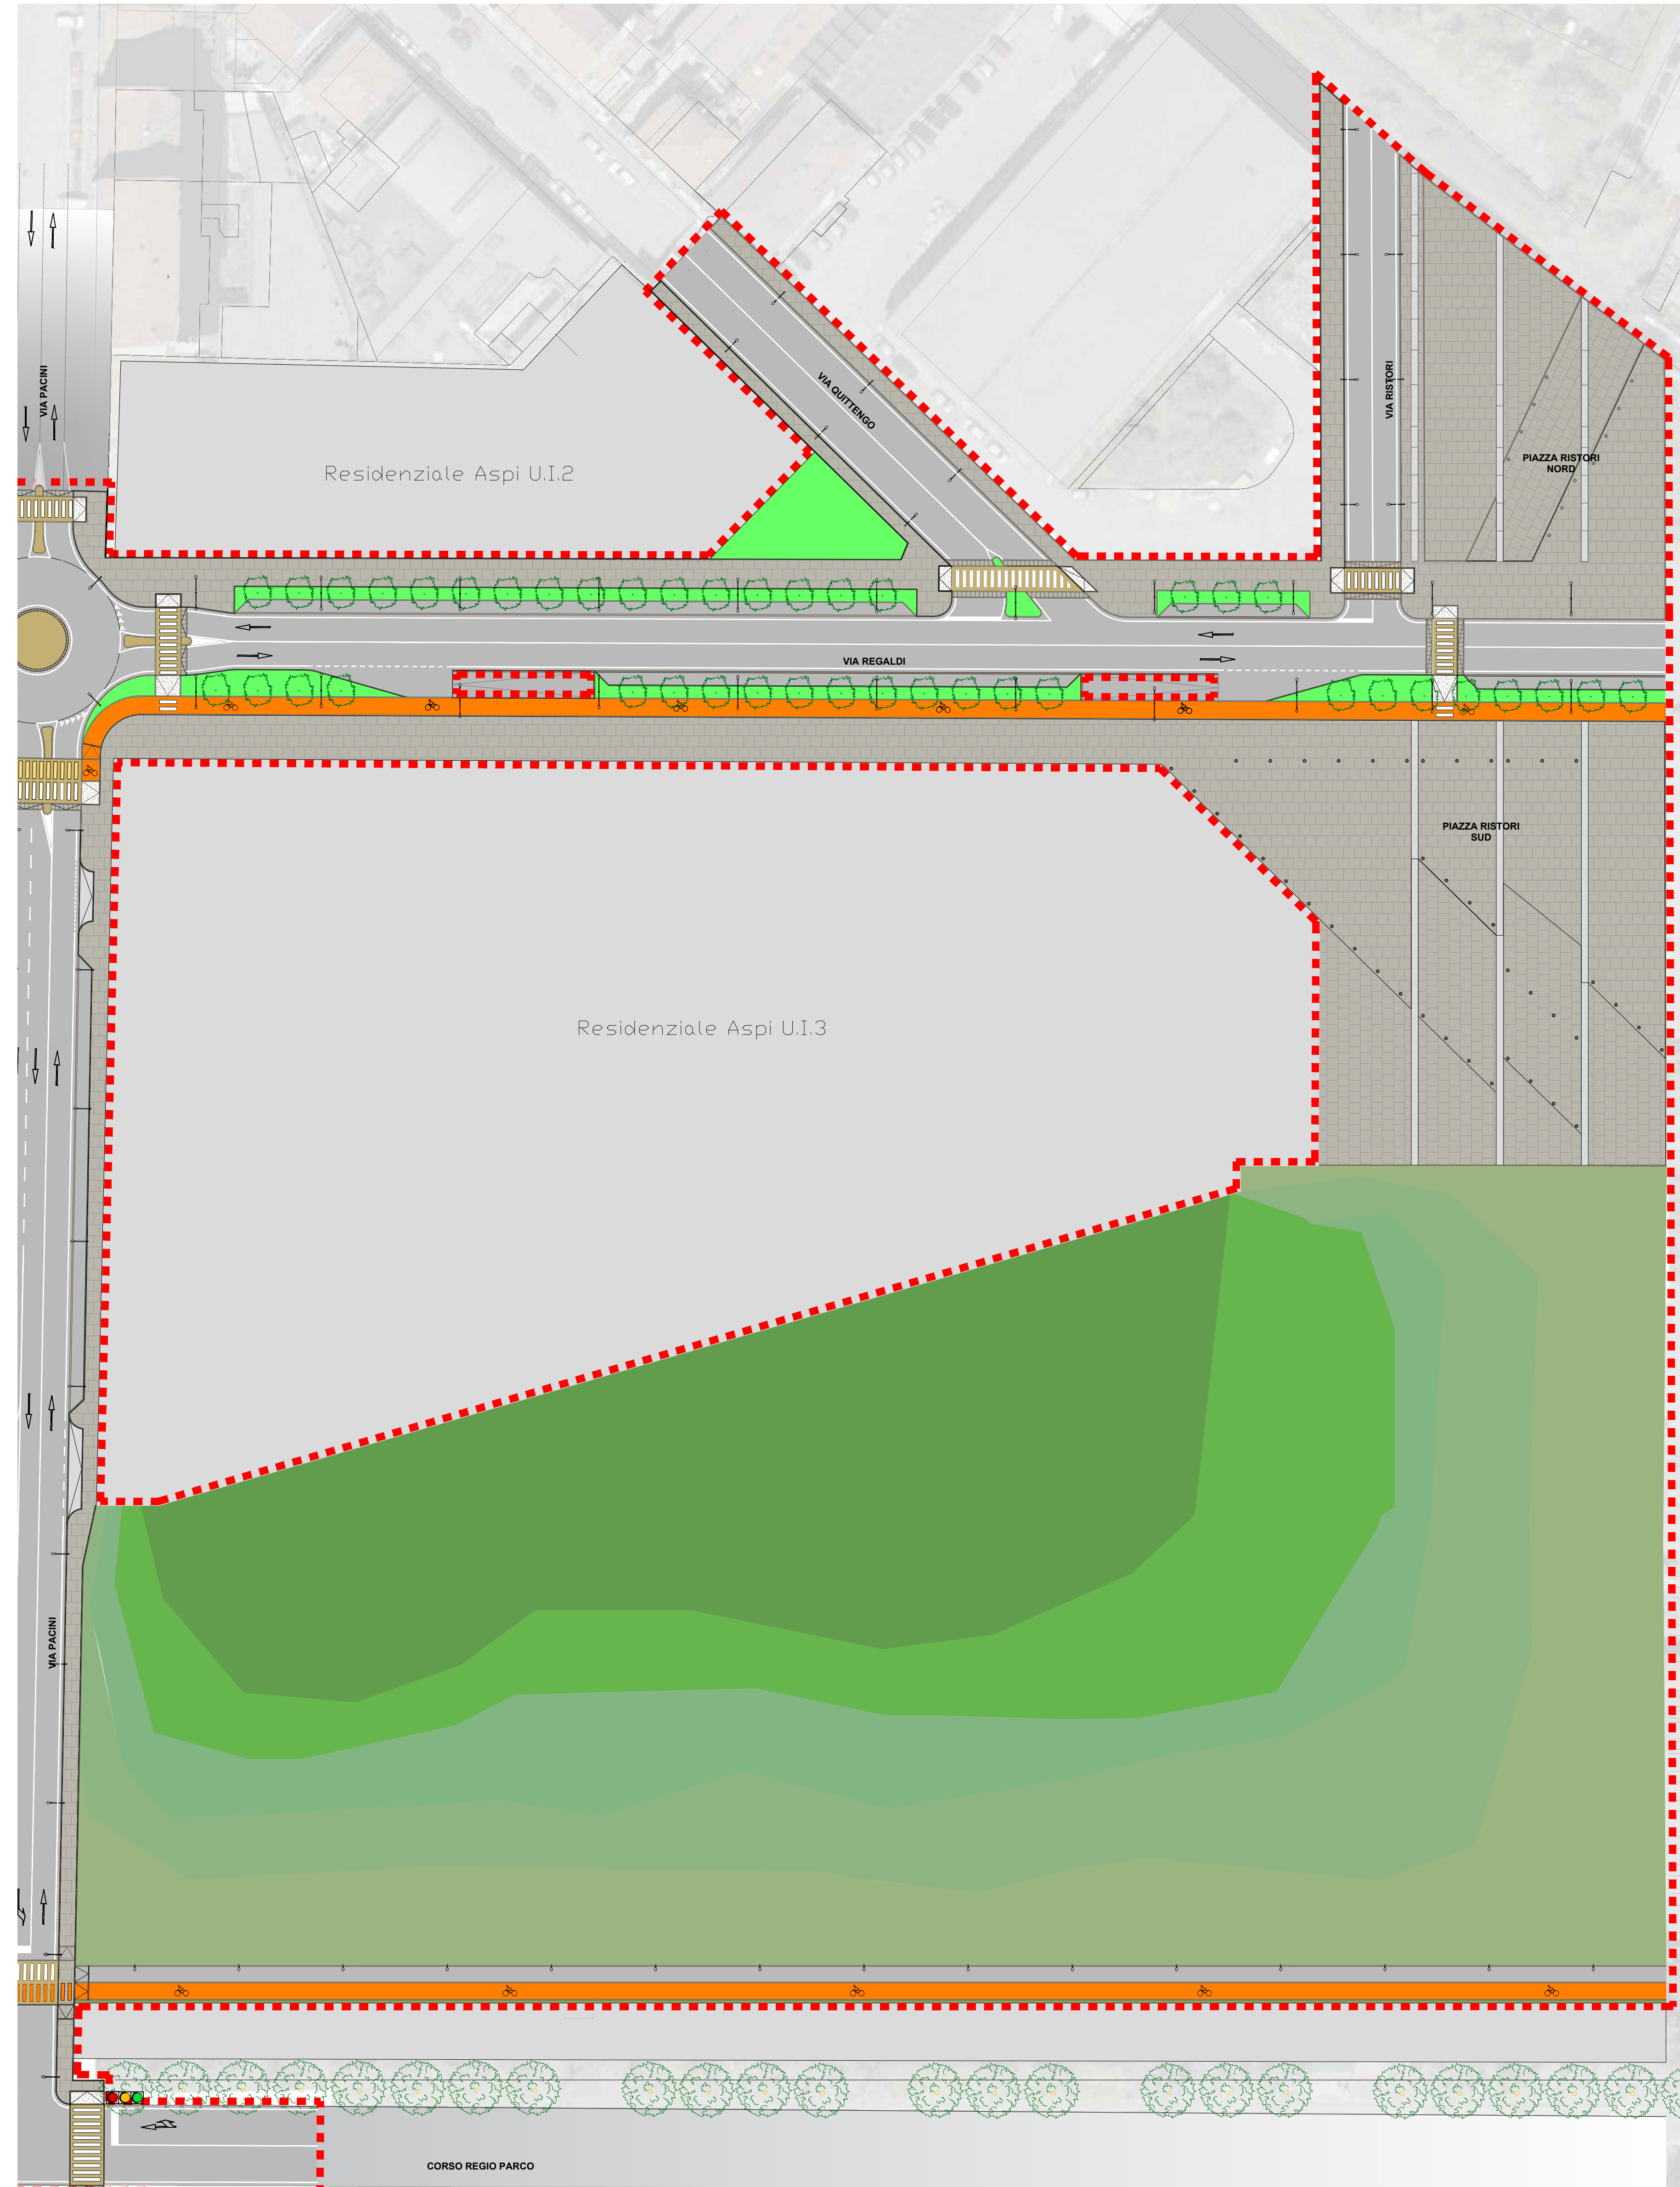 VIA PACINI
VIA QUITTENGO
VIA RISTORI
Residenziale Aspi U.I.2
PIAZZA RISTORI
NORD
VIA REGALDI
PIAZZA RISTORI
SUD
Residenziale Aspi U.I.3
VIA PACINI
CORSO REGIO PARCO